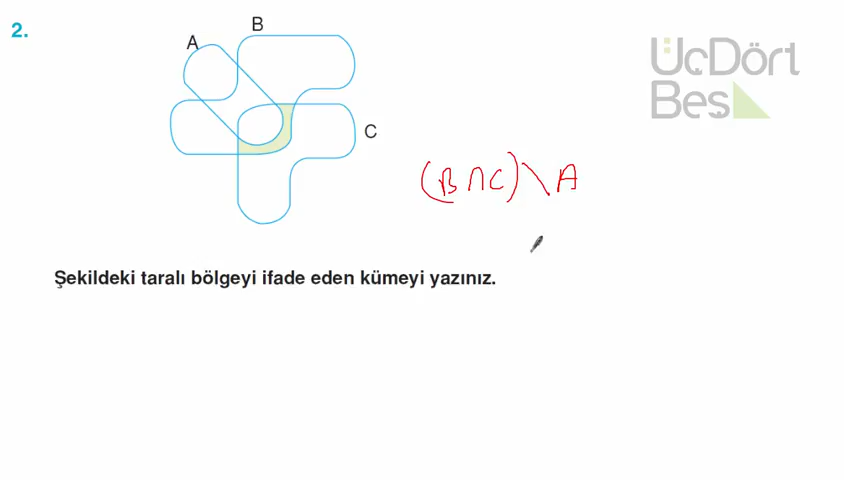 2.
B
A
ÜçDört
Beş
C
(B∩C)\A
Şekildeki taralı bölgeyi ifade eden kümeyi yazınız.